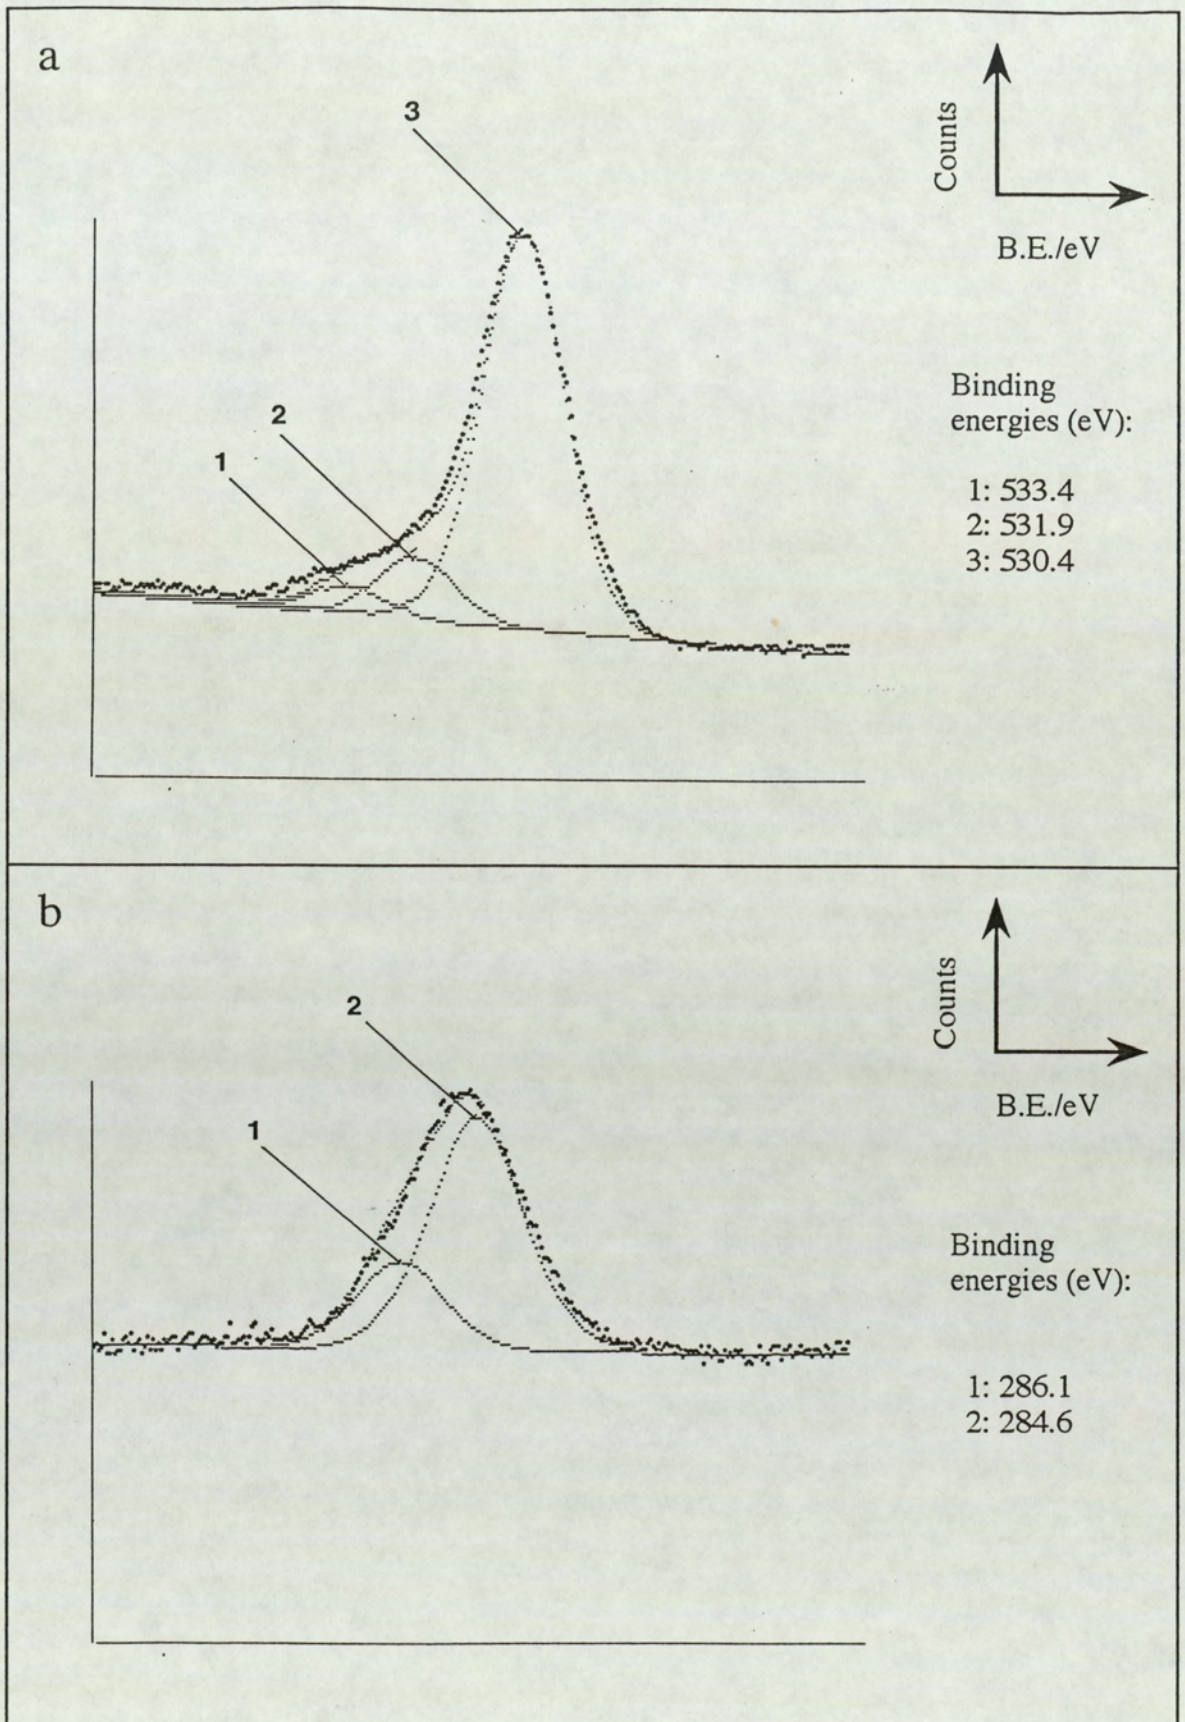 a
3
Counts
B.E./eV
2
1
Binding
energies (eV):
1: 533.4
2: 531.9
3: 530.4
b
2
Counts
B.E./eV
1
Binding
energies (eV):
1: 286.1
2: 284.6